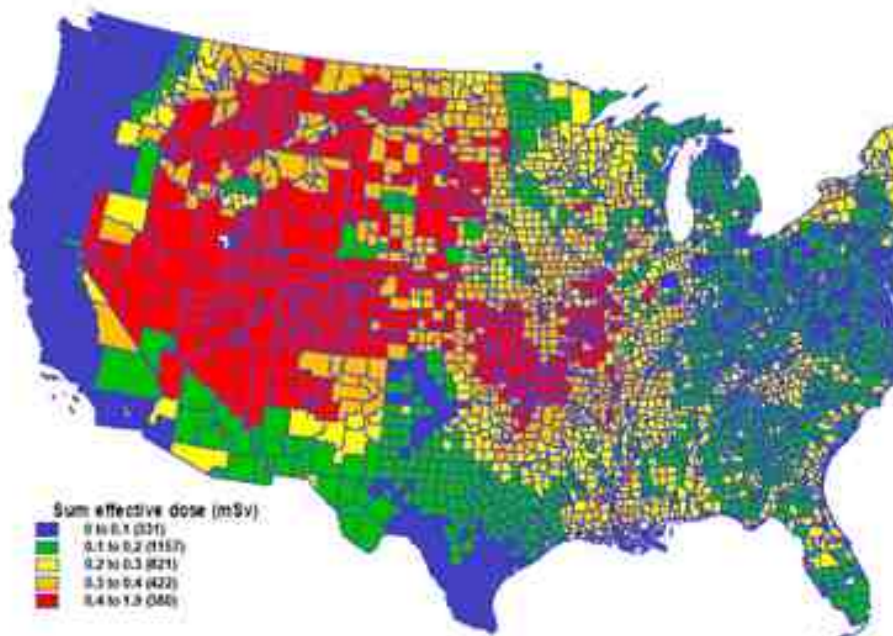 Sum effective dose (mSv)
0 to 0.1 (331)
0.1 to 0.2 (1157)
0.2 to 0.3 (821)
0.3 to 0.4 (422)
0.4 to 1.9 (380)